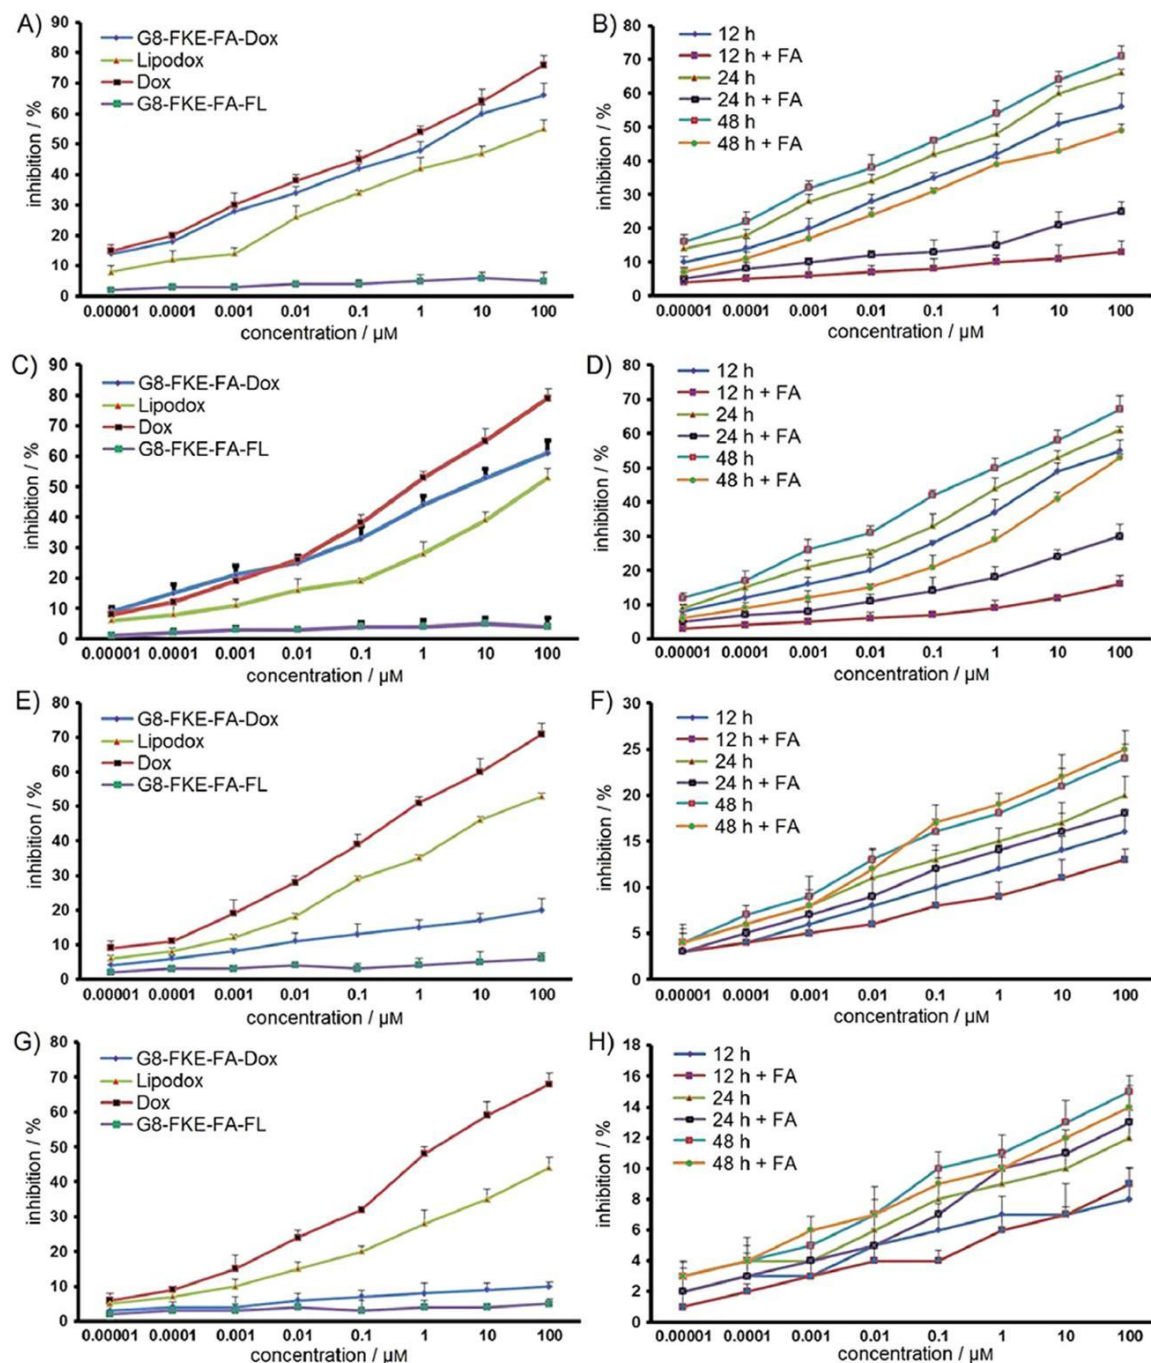 A)
90
80
70
60
50
40
30
20
10
0
inhibition / %
G8-FKE-FA-Dox
Lipodox
Dox
G8-FKE-FA-FL
0.00001 0.0001 0.001 0.01 0.1 1 10 100
concentration / µM
B)
80
70
60
50
40
30
20
10
0
inhibition / %
12 h
12 h + FA
24 h
24 h + FA
48 h
48 h + FA
0.00001 0.0001 0.001 0.01 0.1 1 10 100
concentration / µM
C)
90
80
70
60
50
40
30
20
10
0
inhibition / %
G8-FKE-FA-Dox
Lipodox
Dox
G8-FKE-FA-FL
0.00001 0.0001 0.001 0.01 0.1 1 10 100
concentration / µM
D)
80
70
60
50
40
30
20
10
0
inhibition / %
12 h
12 h + FA
24 h
24 h + FA
48 h
48 h + FA
0.00001 0.0001 0.001 0.01 0.1 1 10 100
concentration / µM
E)
80
70
60
50
40
30
20
10
0
inhibition / %
G8-FKE-FA-Dox
Lipodox
Dox
G8-FKE-FA-FL
0.00001 0.0001 0.001 0.01 0.1 1 10 100
concentration / µM
F)
30
25
20
15
10
5
0
inhibition / %
12 h
12 h + FA
24 h
24 h + FA
48 h
48 h + FA
0.00001 0.0001 0.001 0.01 0.1 1 10 100
concentration / µM
G)
80
70
60
50
40
30
20
10
0
inhibition / %
G8-FKE-FA-Dox
Lipodox
Dox
G8-FKE-FA-FL
0.00001 0.0001 0.001 0.01 0.1 1 10 100
concentration / µM
H)
18
16
14
12
10
8
6
4
2
0
inhibition / %
12 h
12 h + FA
24 h
24 h + FA
48 h
48 h + FA
0.00001 0.0001 0.001 0.01 0.1 1 10 100
concentration / µM